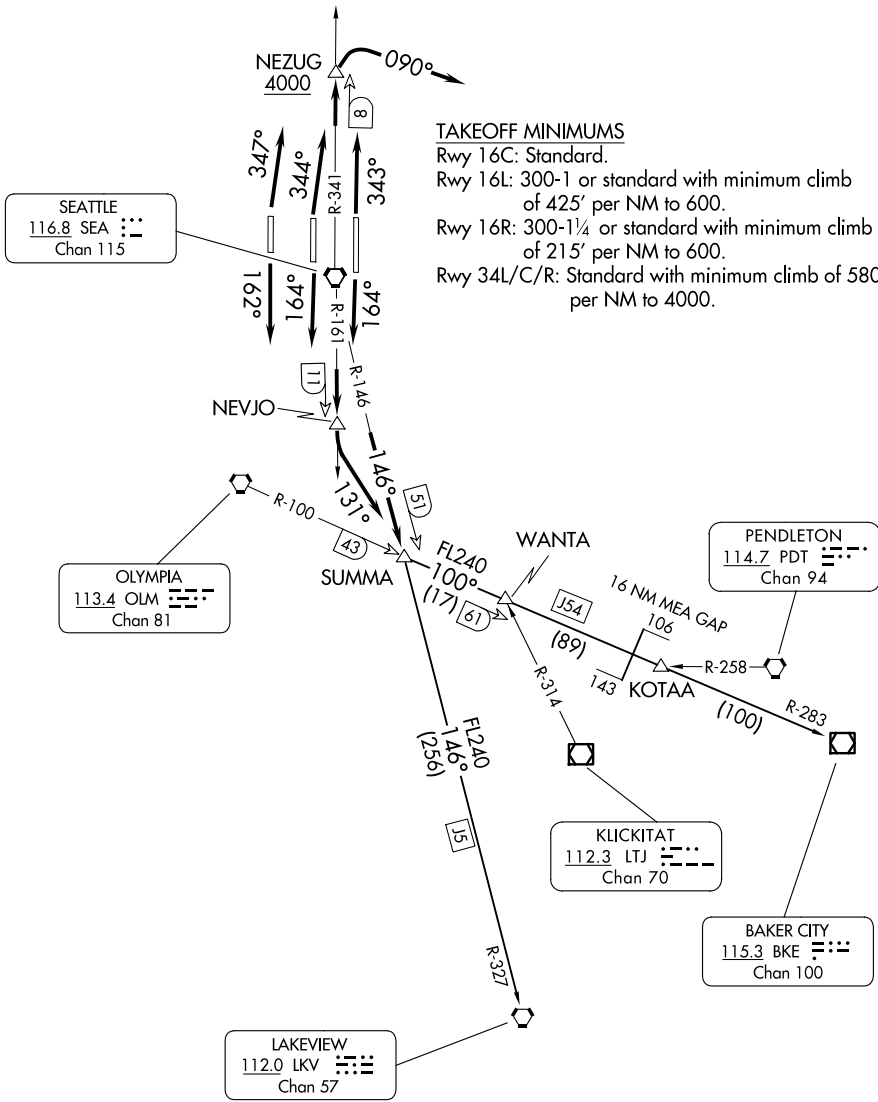 NEZUG
4000
090°
8
347°
344°
343°
R-341
TAKEOFF MINIMUMS
Rwy 16C: Standard.
Rwy 16L: 300-1 or standard with minimum climb
of 425' per NM to 600.
Rwy 16R: 300-1¼ or standard with minimum climb
of 215' per NM to 600.
Rwy 34L/C/R: Standard with minimum climb of 580
per NM to 4000.
SEATTLE
116.8 SEA
Chan 115
162°
164°
164°
R-161
11
R-146
NEVJO
146°
131°
51
R-100
43
SUMMA
OLYMPIA
113.4 OLM
Chan 81
FL240
100°
(17)
61
WANTA
J54
(89)
16 NM MEA GAP
106
143
KOTAA
PENDLETON
114.7 PDT
Chan 94
R-258
R-314
(100)
R-283
FL240
146°
(256)
J5
KLICKITAT
112.3 LTJ
Chan 70
BAKER CITY
115.3 BKE
Chan 100
R-327
LAKEVIEW
112.0 LKV
Chan 57